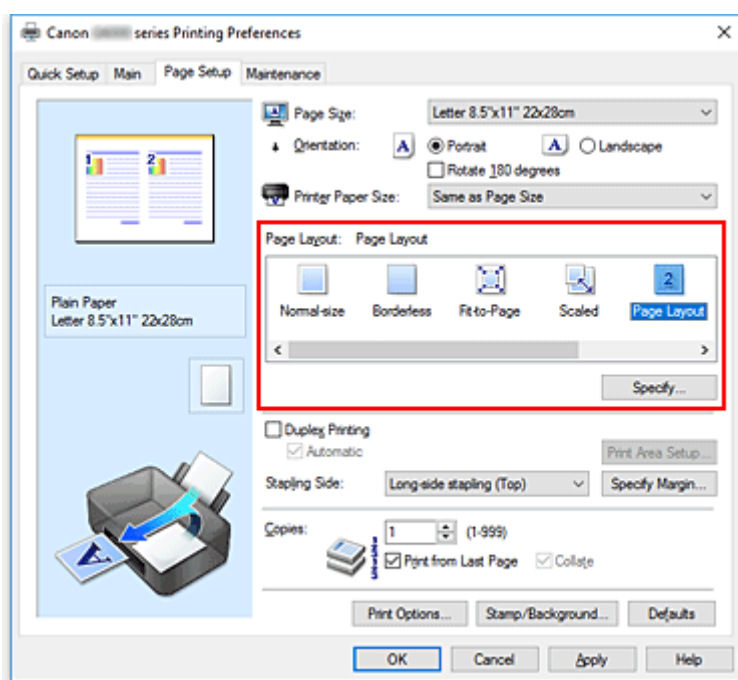 Canon series Printing Preferences
Quick Setup Main Page Setup Maintenance
Page Size: Letter 8.5"x11" 22x28cm
Orientation: A Portrait A Landscape
Rotate 180 degrees
Printer Paper Size: Same as Page Size
1 2
Page Layout: Page Layout
2
Normal-size Borderless Fit-to-Page Scaled Page Layout
Plain Paper
Letter 8.5"x11" 22x28cm
Specify...
Duplex Printing
Automatic Print Area Setup...
Stapling Side: Long-side stapling (Top) Specify Margin...
Copies: 1 (1-999)
Print from Last Page Collate
A
Print Options... Stamp/Background... Defaults
OK Cancel Apply Help